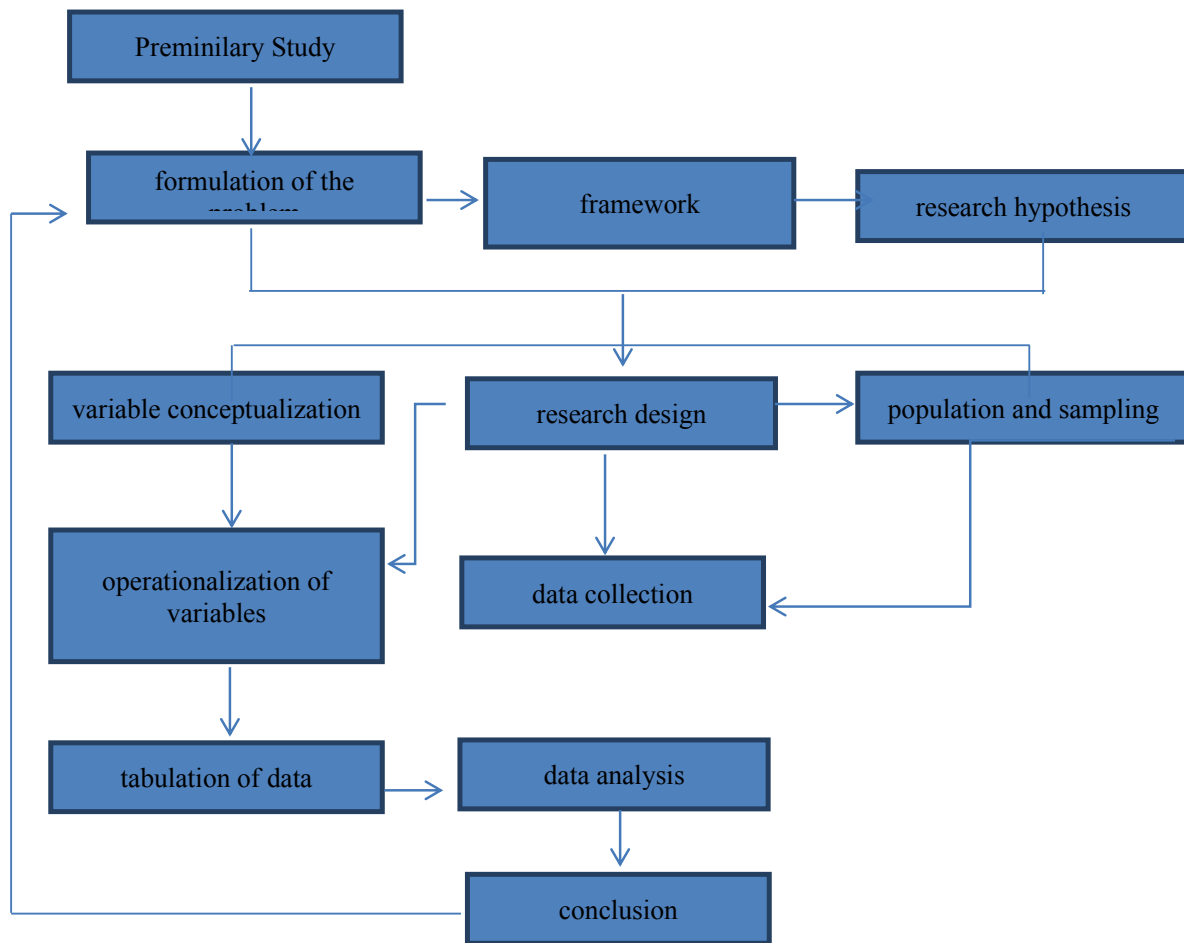 Preminilary Study
formulation of the
problem
framework
research hypothesis
variable conceptualization
research design
population and sampling
operationalization of
variables
data collection
tabulation of data
data analysis
conclusion